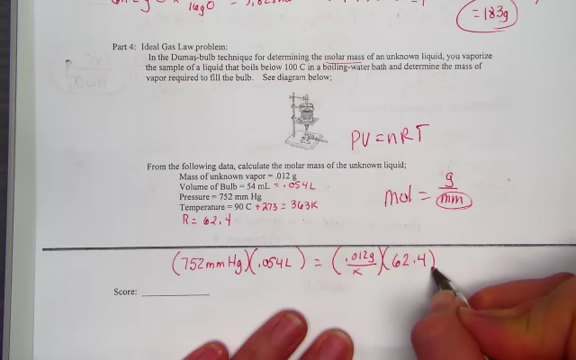 = 183g
Part 4: Ideal Gas Law problem:
In the Dumas-bulb technique for determining the molar mass of an unknown liquid, you vaporize
the sample of a liquid that boils below 100 C in a boiling-water bath and determine the mass of
vapor required to fill the bulb. See diagram below;
PV = nRT
From the following data, calculate the molar mass of the unknown liquid;
Mass of unknown vapor = .012 g
Volume of Bulb = 54 mL = .054L
Pressure = 752 mm Hg
Temperature = 90 C + 273 = 363K
R = 62.4
mol = g/mm
(752mmHg)(.054L) = (.012g/x)(62.4)
Score: